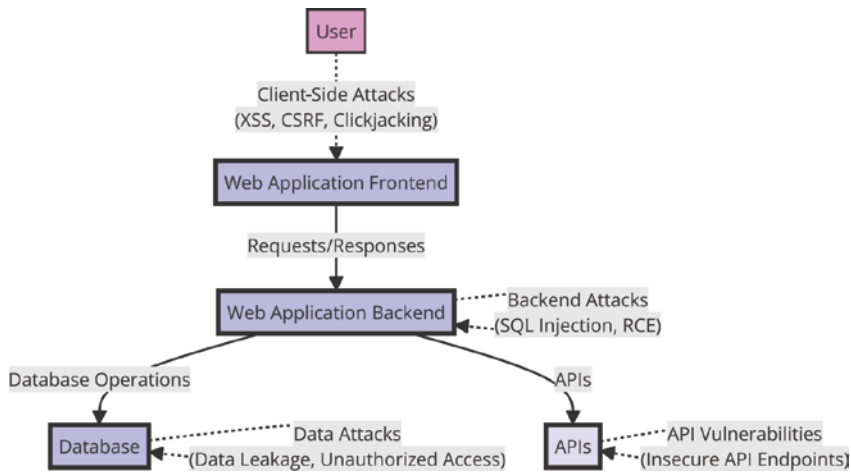 User
Client-Side Attacks
(XSS, CSRF, Clickjacking)
Web Application Frontend
Requests/Responses
Web Application Backend
Backend Attacks
(SQL Injection, RCE)
Database Operations
APIs
Database
Data Attacks
(Data Leakage, Unauthorized Access)
APIs
API Vulnerabilities
(Insecure API Endpoints)